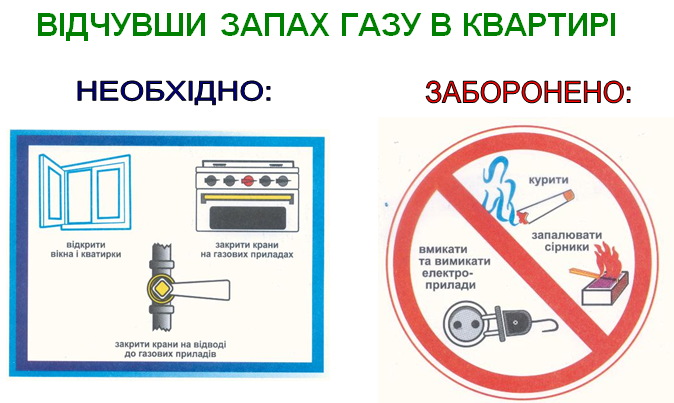 ВІДЧУВШИ ЗАПАХ ГАЗУ В КВАРТИРІ
НЕОБХІДНО:
відкрити
вікна і кватирки
закрити крани
на газових приладах
закрити крани на відводі
до газових приладів
ЗАБОРОНЕНО:
курити
запалювати
сірники
вмикати
та вимикати
електро-
прилади